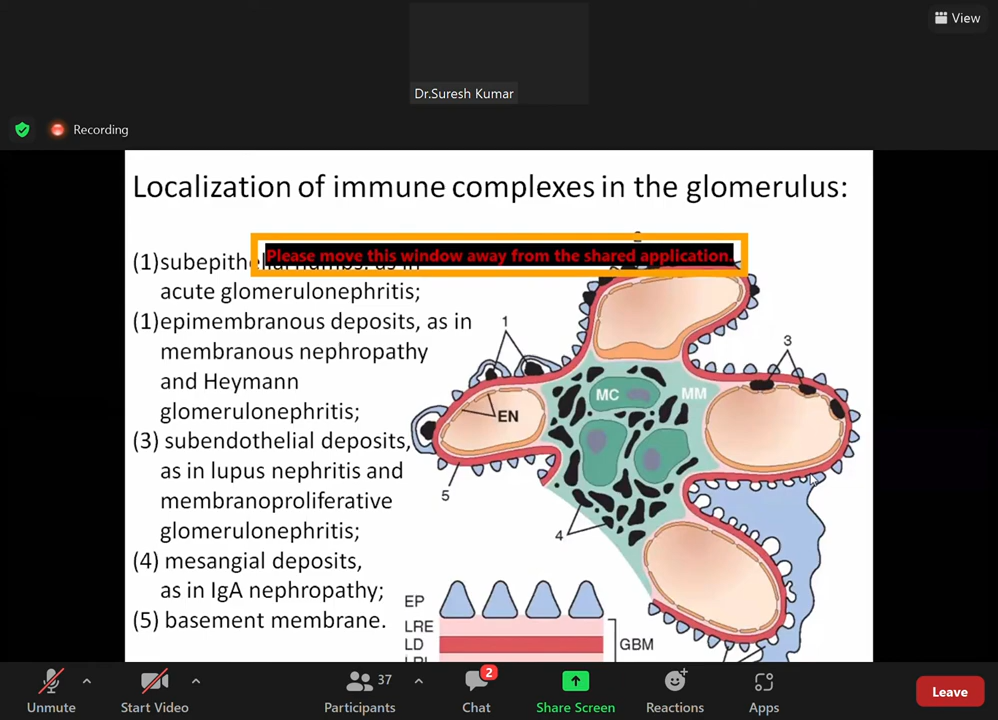 View
Dr.Suresh Kumar
Recording
Localization of immune complexes in the glomerulus:
Please move this window away from the shared application.
(1)subepithelial humps, as in
acute glomerulonephritis;
(1)epimembranous deposits, as in
membranous nephropathy
and Heymann
glomerulonephritis;
(3) subendothelial deposits,
as in lupus nephritis and
membranoproliferative
glomerulonephritis;
(4) mesangial deposits,
as in IgA nephropathy;
(5) basement membrane.
1
3
MC
MM
EN
5
4
EP
LRE
LD
GBM
Unmute
Start Video
37
Participants
2
Chat
Share Screen
Reactions
Apps
Leave